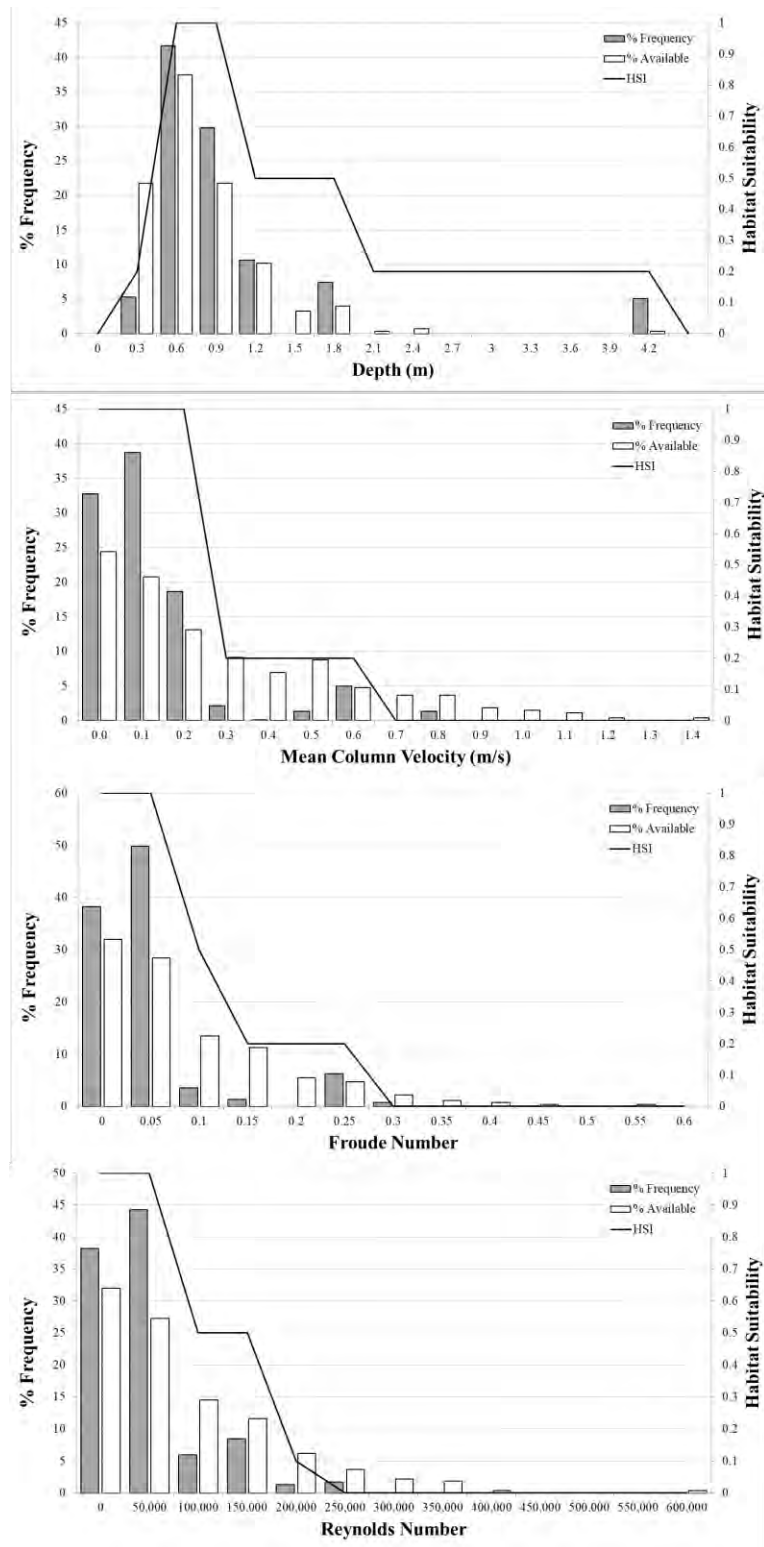 45
40
35
30
25
20
15
10
5
0
% Frequency
1
0.9
0.8
0.7
0.6
0.5
0.4
0.3
0.2
0.1
0
Habitat Suitability
% Frequency
% Available
HSI
0 0.3 0.6 0.9 1.2 1.5 1.8 2.1 2.4 2.7 3 3.3 3.6 3.9 4.2
Depth (m)
45
40
35
30
25
20
15
10
5
0
% Frequency
1
0.9
0.8
0.7
0.6
0.5
0.4
0.3
0.2
0.1
0
Habitat Suitability
% Frequency
% Available
HSI
0.0 0.1 0.2 0.3 0.4 0.5 0.6 0.7 0.8 0.9 1.0 1.1 1.2 1.3 1.4
Mean Column Velocity (m/s)
60
50
40
30
20
10
0
% Frequency
1
0.9
0.8
0.7
0.6
0.5
0.4
0.3
0.2
0.1
0
Habitat Suitability
% Frequency
% Available
HSI
0 0.05 0.1 0.15 0.2 0.25 0.3 0.35 0.4 0.45 0.5 0.55 0.6
Froude Number
50
45
40
35
30
25
20
15
10
5
0
% Frequency
1
0.9
0.8
0.7
0.6
0.5
0.4
0.3
0.2
0.1
0
Habitat Suitability
% Frequency
% Available
HSI
0 50,000 100,000 150,000 200,000 250,000 300,000 350,000 400,000 450,000 500,000 550,000 600,000
Reynolds Number